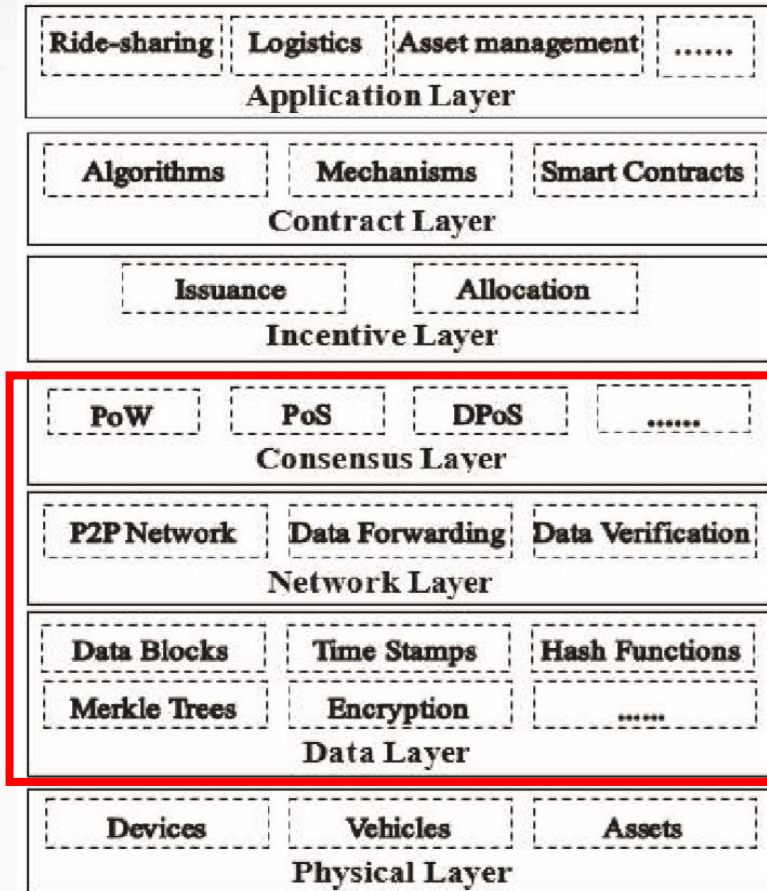 Ride-sharing Logistics Asset management ......
Application Layer
Algorithms Mechanisms Smart Contracts
Contract Layer
Issuance Allocation
Incentive Layer
PoW PoS DPoS ......
Consensus Layer
P2P Network Data Forwarding Data Verification
Network Layer
Data Blocks Time Stamps Hash Functions
Merkle Trees Encryption ......
Data Layer
Devices Vehicles Assets
Physical Layer